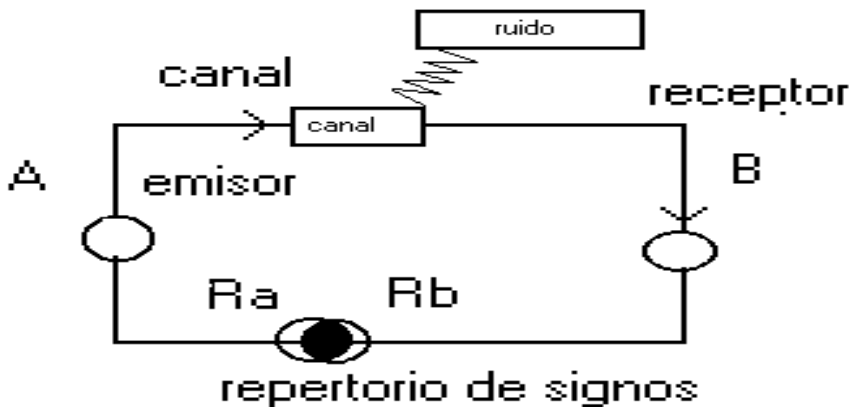 ruido
canal
canal
receptor
A
emisor
B
Ra
Rb
repertorio de signos